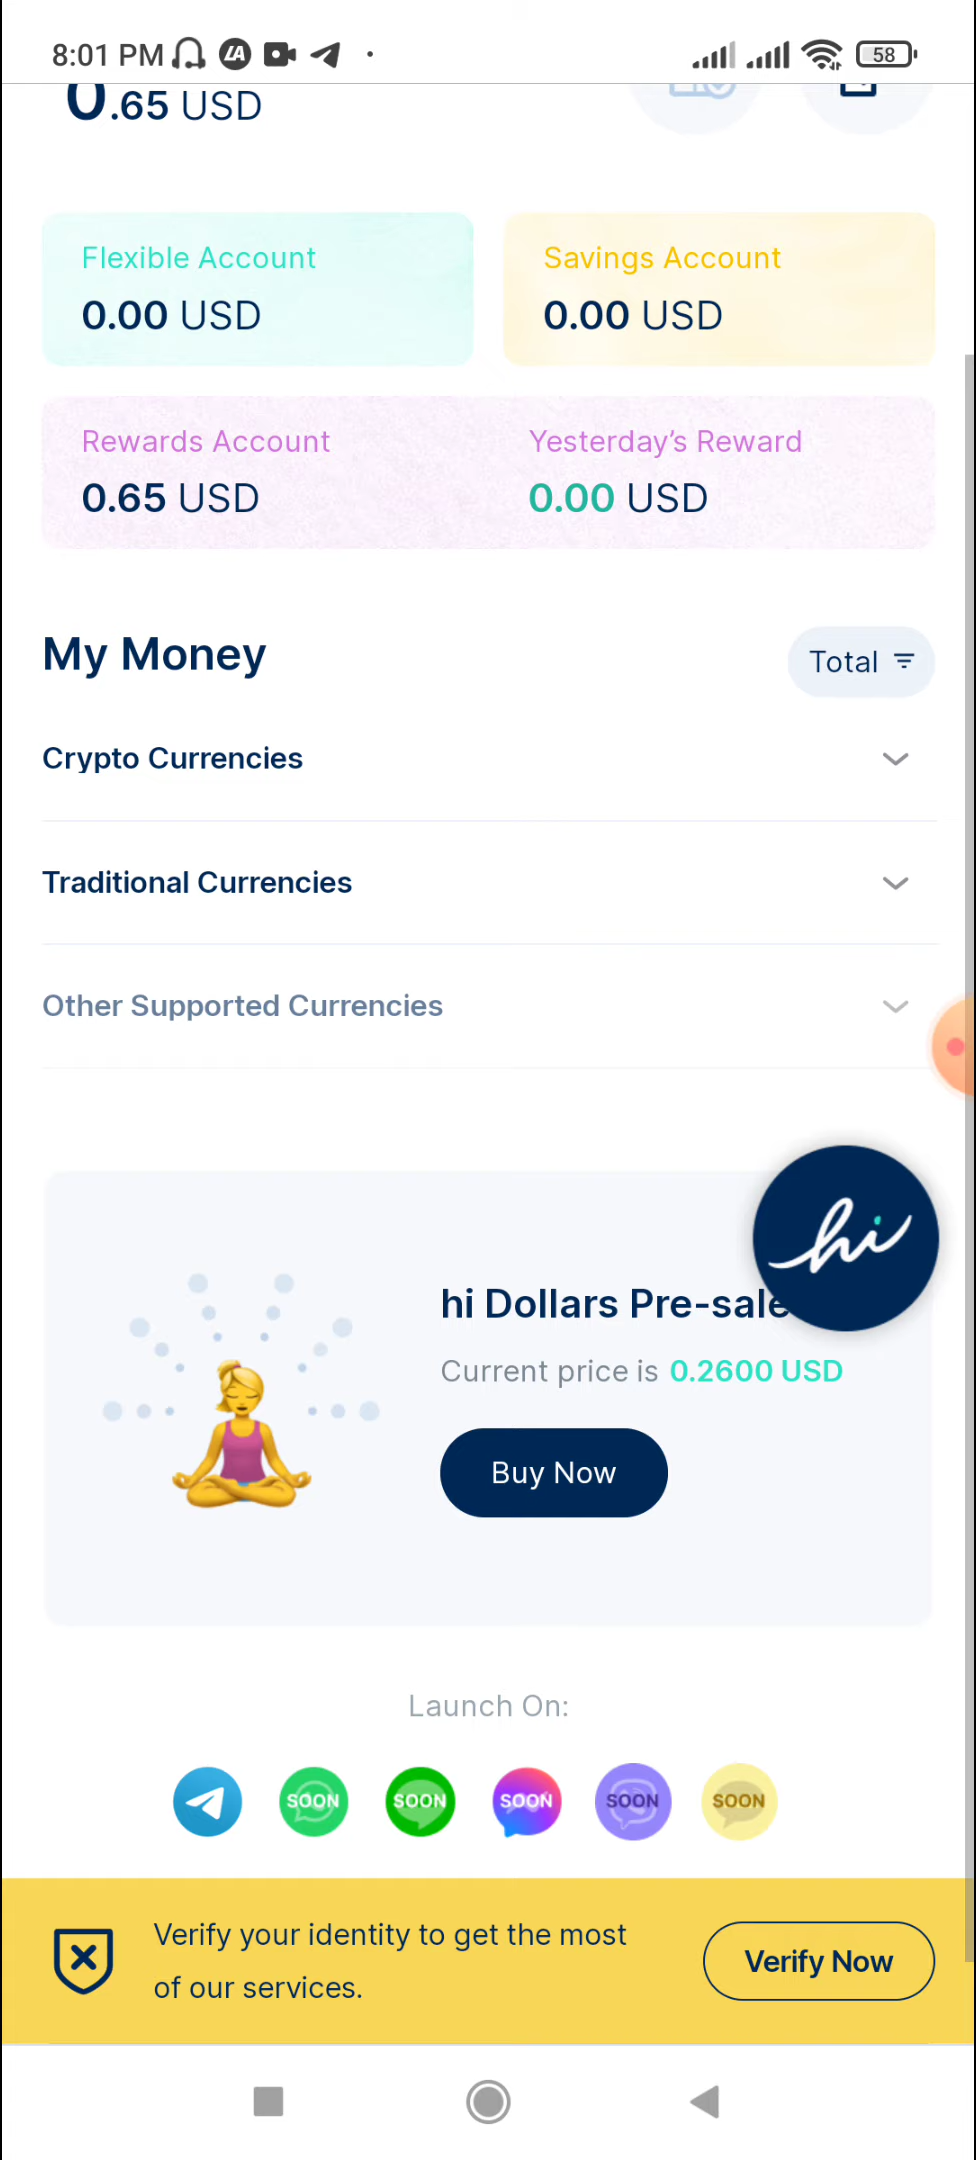 8:01 PM
58
0.65 USD
Flexible Account
0.00 USD
Savings Account
0.00 USD
Rewards Account
0.65 USD
Yesterday’s Reward
0.00 USD
My Money
Total
Crypto Currencies
Traditional Currencies
Other Supported Currencies
hi
hi Dollars Pre-sale
Current price is 0.2600 USD
Buy Now
Launch On:
SOON
SOON
SOON
SOON
SOON
Verify your identity to get the most
of our services.
Verify Now